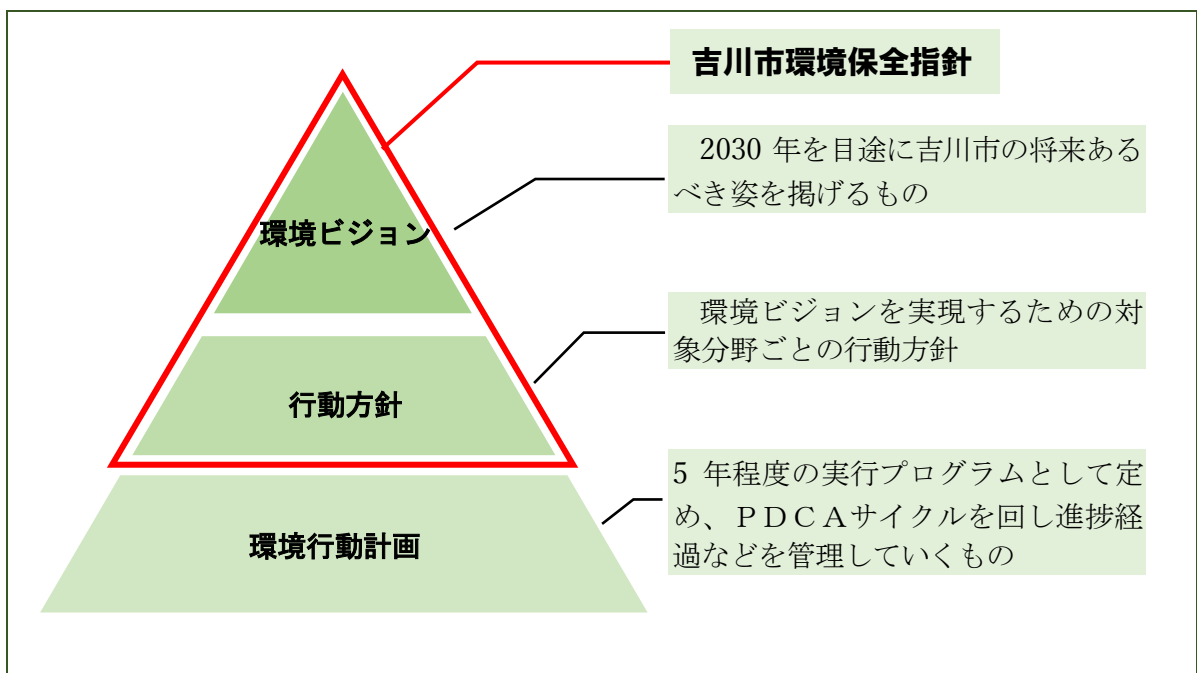 吉川市環境保全指針
2030 年を目途に吉川市の将来ある
べき姿を掲げるもの
環境ビジョン
環境ビジョンを実現するための対
象分野ごとの行動方針
行動方針
5 年程度の実行プログラムとして定
め、ＰＤＣＡサイクルを回し進捗経
過などを管理していくもの
環境行動計画